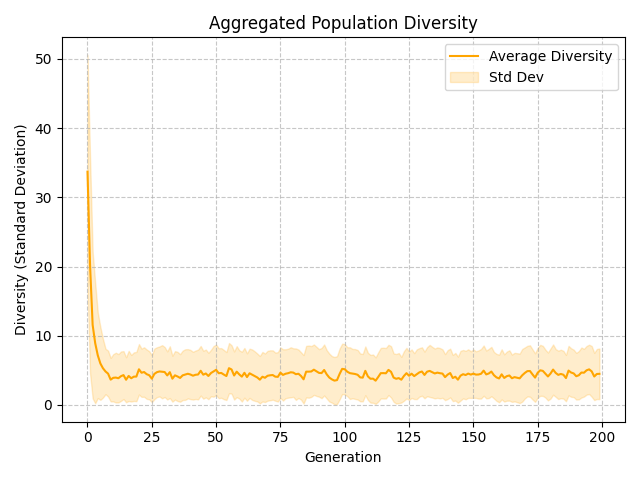 Aggregated Population Diversity
Average Diversity
Std Dev
Diversity (Standard Deviation)
50
40
30
20
10
0
0 25 50 75 100 125 150 175 200
Generation